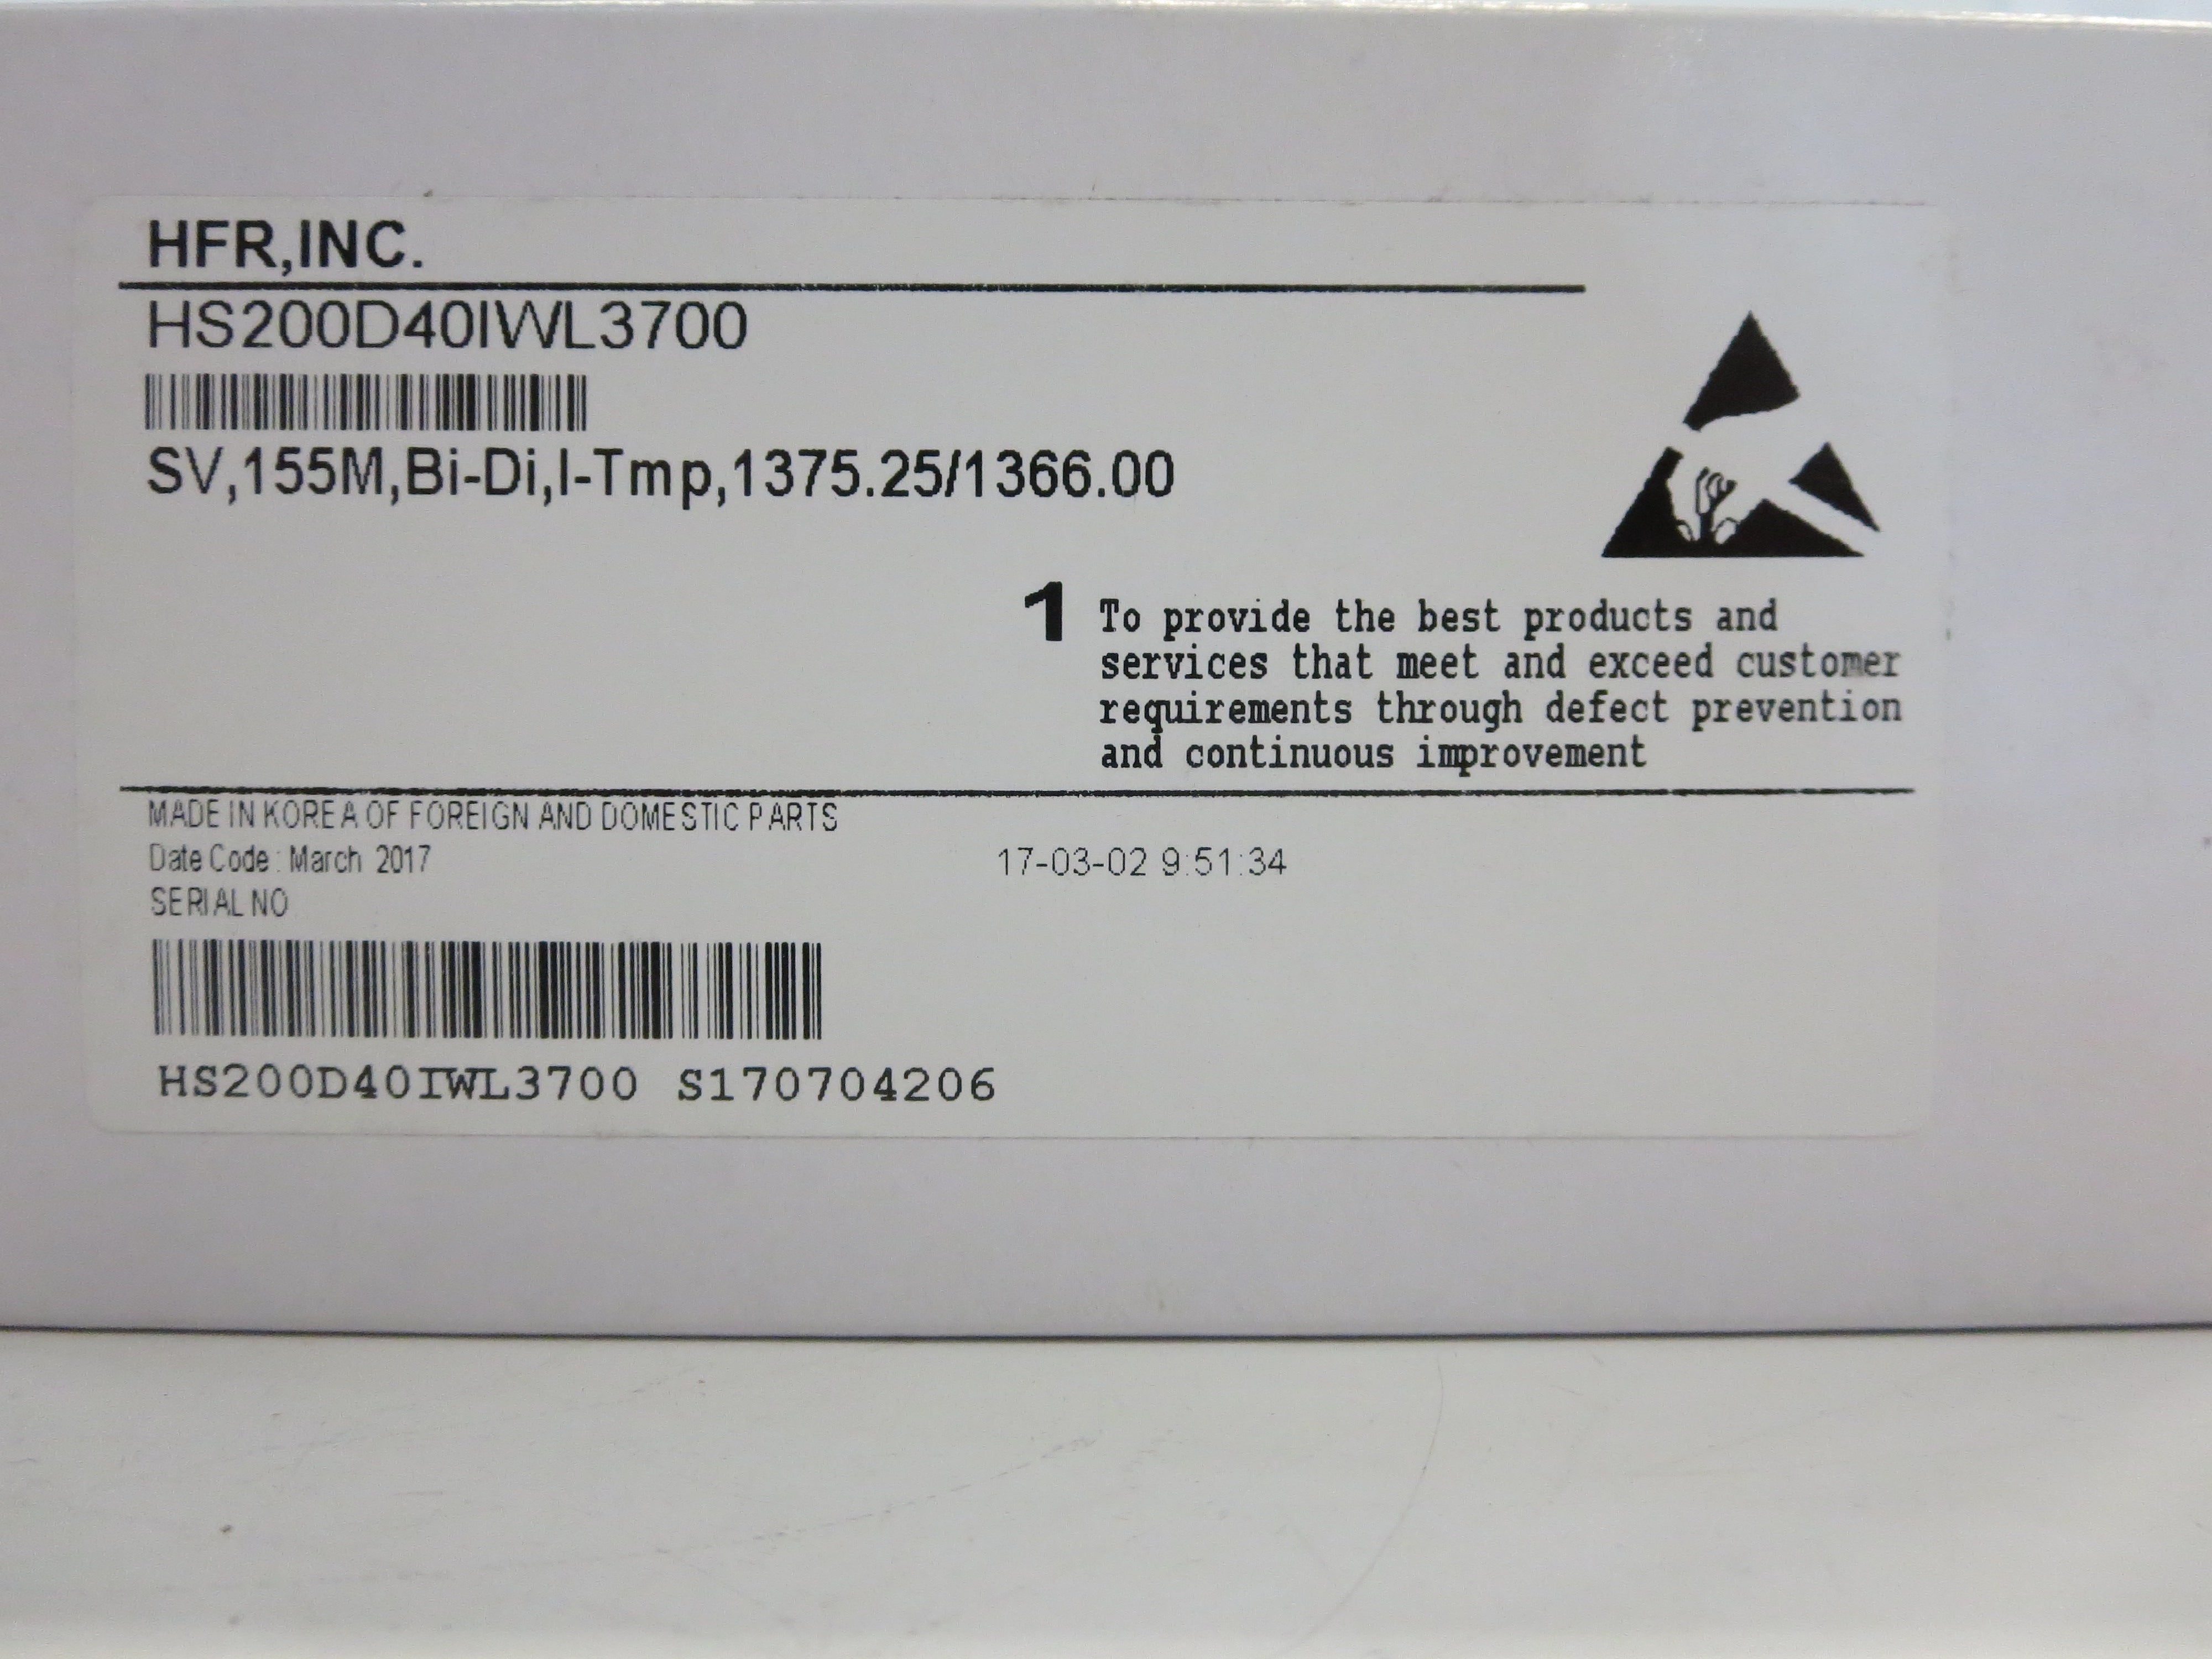 HFR,INC.
HS200D40IWL3700
SV,155M,Bi-Di,I-Tmp,1375.25/1366.00
1 To provide the best products and
services that meet and exceed customer
requirements through defect prevention
and continuous improvement
MADE IN KOREA OF FOREIGN AND DOMESTIC PARTS
Date Code : March 2017 17-03-02 9:51:34
SERIAL NO
HS200D40IWL3700 S170704206